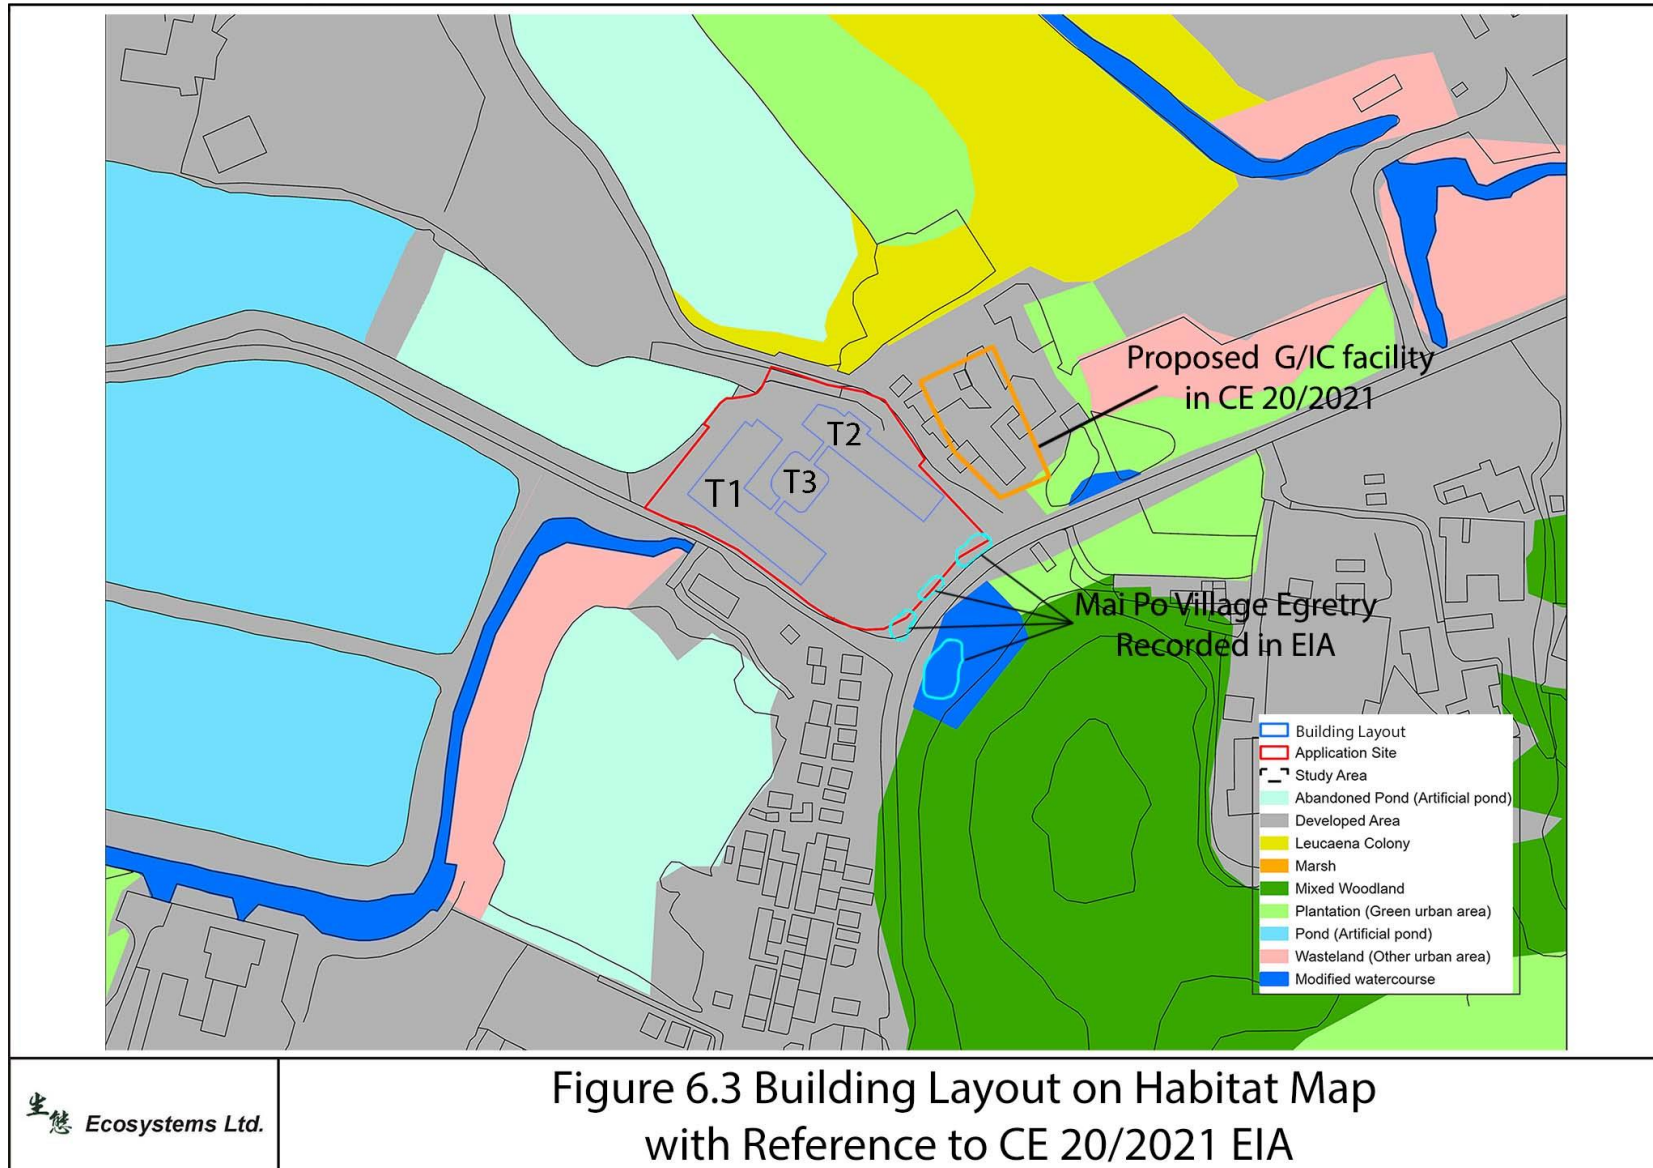 Proposed G/IC facility
in CE 20/2021
T2
T1
T3
Mai Po Village Egretry
Recorded in EIA
Building Layout
Application Site
Study Area
Abandoned Pond (Artificial pond)
Developed Area
Leucaena Colony
Marsh
Mixed Woodland
Plantation (Green urban area)
Pond (Artificial pond)
Wasteland (Other urban area)
Modified watercourse
生態 Ecosystems Ltd.
Figure 6.3 Building Layout on Habitat Map
with Reference to CE 20/2021 EIA